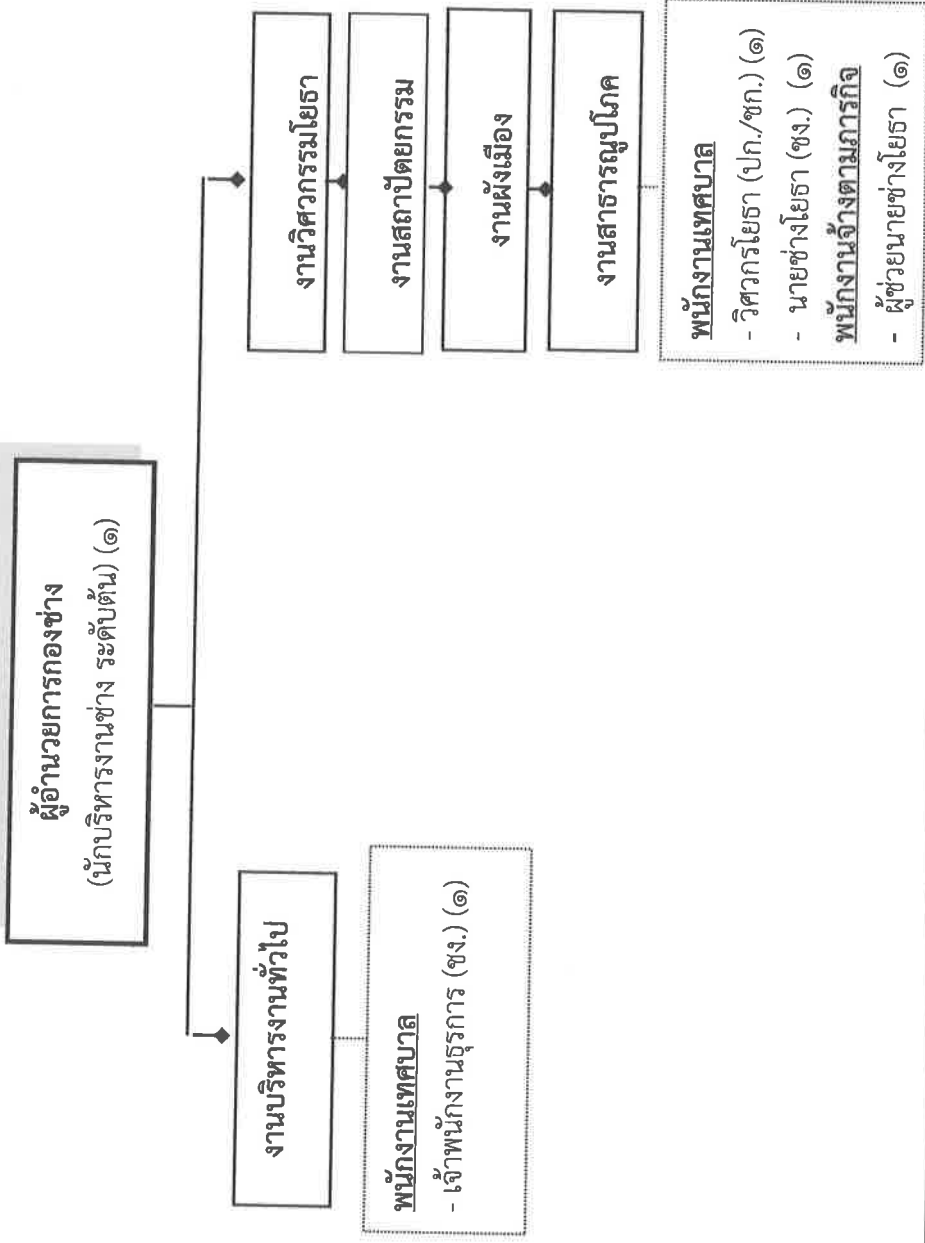 ผู้อำนวยการกองช่าง
(นักบริหารงานช่าง ระดับต้น) (๑)
งานบริหารงานทั่วไป
พนักงานเทศบาล
- เจ้าพนักงานธุรการ (ชง.) (๑)
งานวิศวกรรมโยธา
งานสถาปัตยกรรม
งานผังเมือง
งานสาธารณูปโภค
พนักงานเทศบาล
- วิศวกรโยธา (ปก./ชก.) (๑)
- นายช่างโยธา (ชง.) (๑)
พนักงานจ้างตามภารกิจ
- ผู้ช่วยนายช่างโยธา (๑)